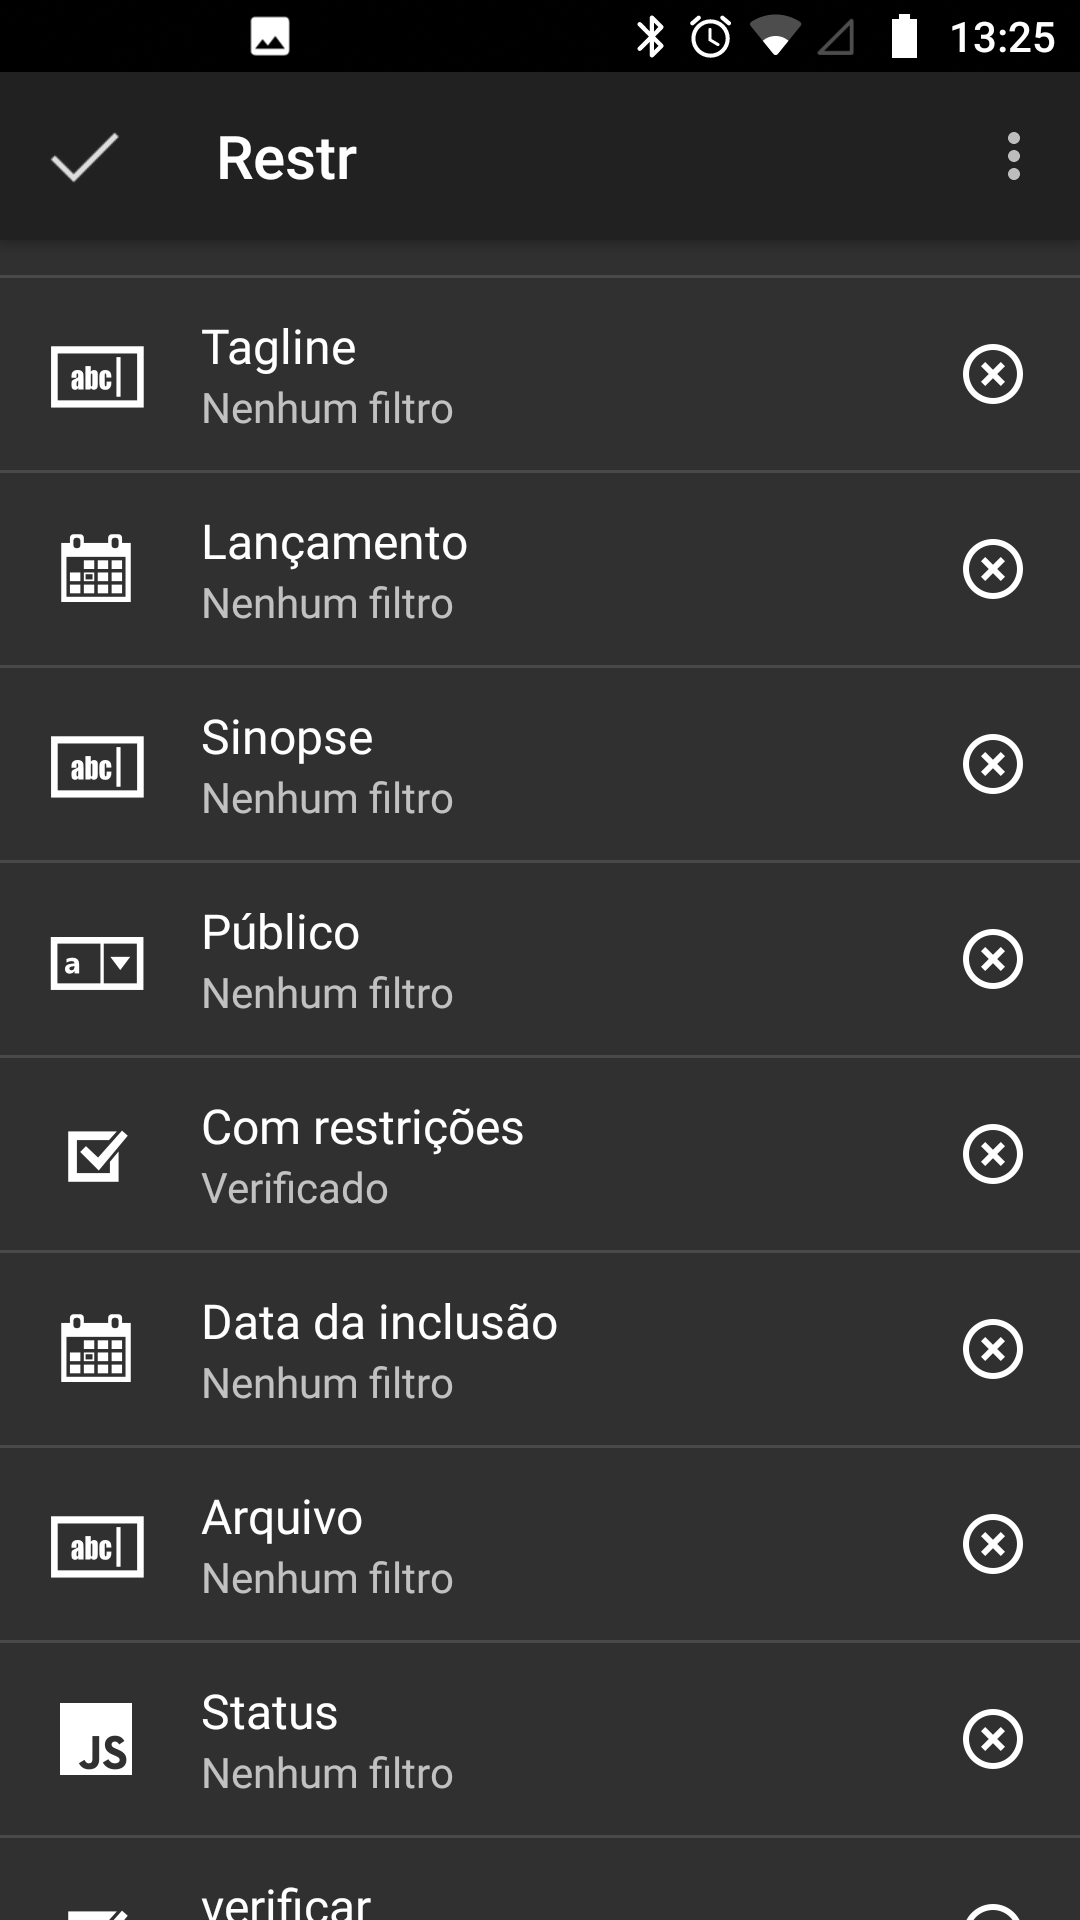 13:25
Restr
abc
Tagline
Nenhum filtro
Lançamento
Nenhum filtro
abc
Sinopse
Nenhum filtro
a
Público
Nenhum filtro
Com restrições
Verificado
Data da inclusão
Nenhum filtro
abc
Arquivo
Nenhum filtro
JS
Status
Nenhum filtro
verificar